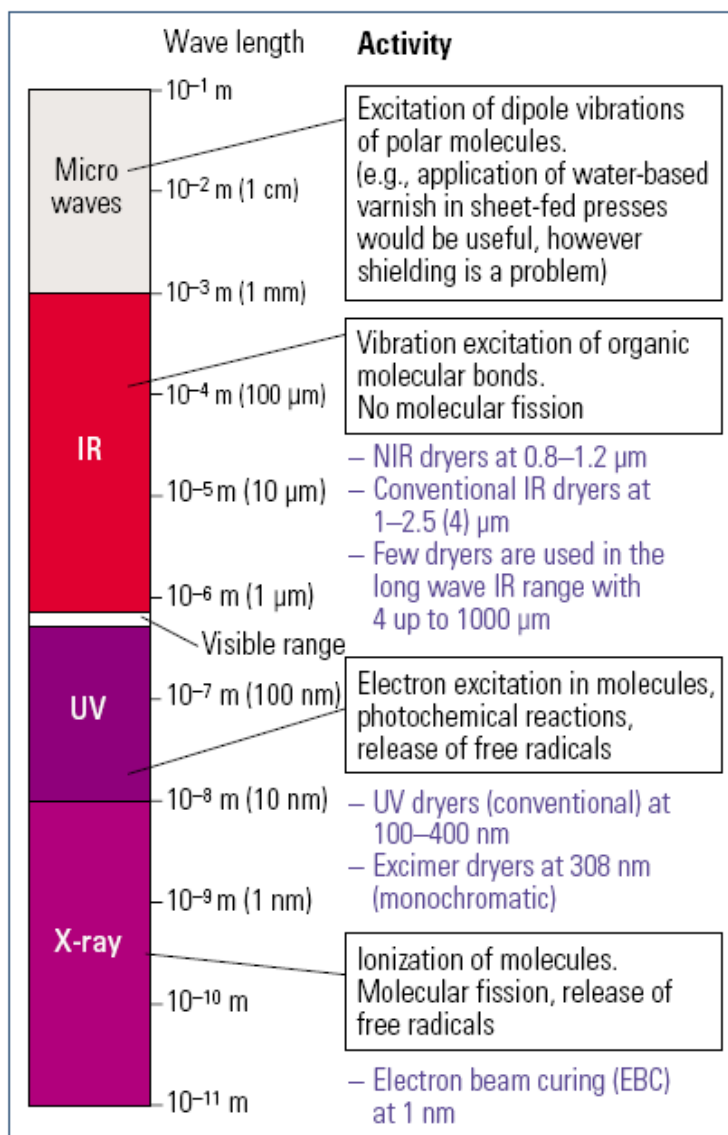 Wave length
Activity
10⁻¹ m
Micro
waves
10⁻² m (1 cm)
10⁻³ m (1 mm)
Excitation of dipole vibrations
of polar molecules.
(e.g., application of water-based
varnish in sheet-fed presses
would be useful, however
shielding is a problem)
IR
10⁻⁴ m (100 µm)
10⁻⁵ m (10 µm)
10⁻⁶ m (1 µm)
Vibration excitation of organic
molecular bonds.
No molecular fission
– NIR dryers at 0.8–1.2 µm
– Conventional IR dryers at
1–2.5 (4) µm
– Few dryers are used in the
long wave IR range with
4 up to 1000 µm
Visible range
UV
10⁻⁷ m (100 nm)
10⁻⁸ m (10 nm)
Electron excitation in molecules,
photochemical reactions,
release of free radicals
– UV dryers (conventional) at
100–400 nm
– Excimer dryers at 308 nm
(monochromatic)
X-ray
10⁻⁹ m (1 nm)
10⁻¹⁰ m
10⁻¹¹ m
Ionization of molecules.
Molecular fission, release of
free radicals
– Electron beam curing (EBC)
at 1 nm